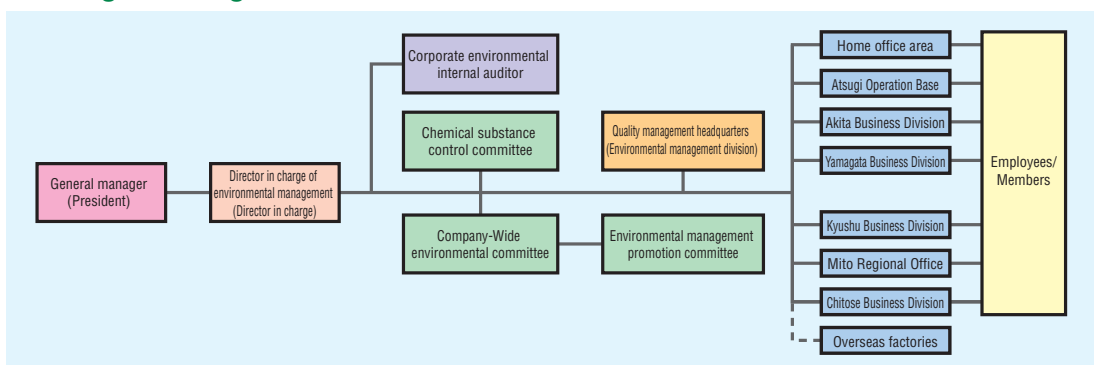 Corporate environmental
internal auditor
Chemical substance
control committee
Quality management headquarters
(Environmental management division)
General manager
(President)
Director in charge of
environmental management
(Director in charge)
Company-Wide
environmental committee
Environmental management
promotion committee
Home office area
Atsugi Operation Base
Akita Business Division
Yamagata Business Division
Kyushu Business Division
Mito Regional Office
Chitose Business Division
Overseas factories
Employees/
Members